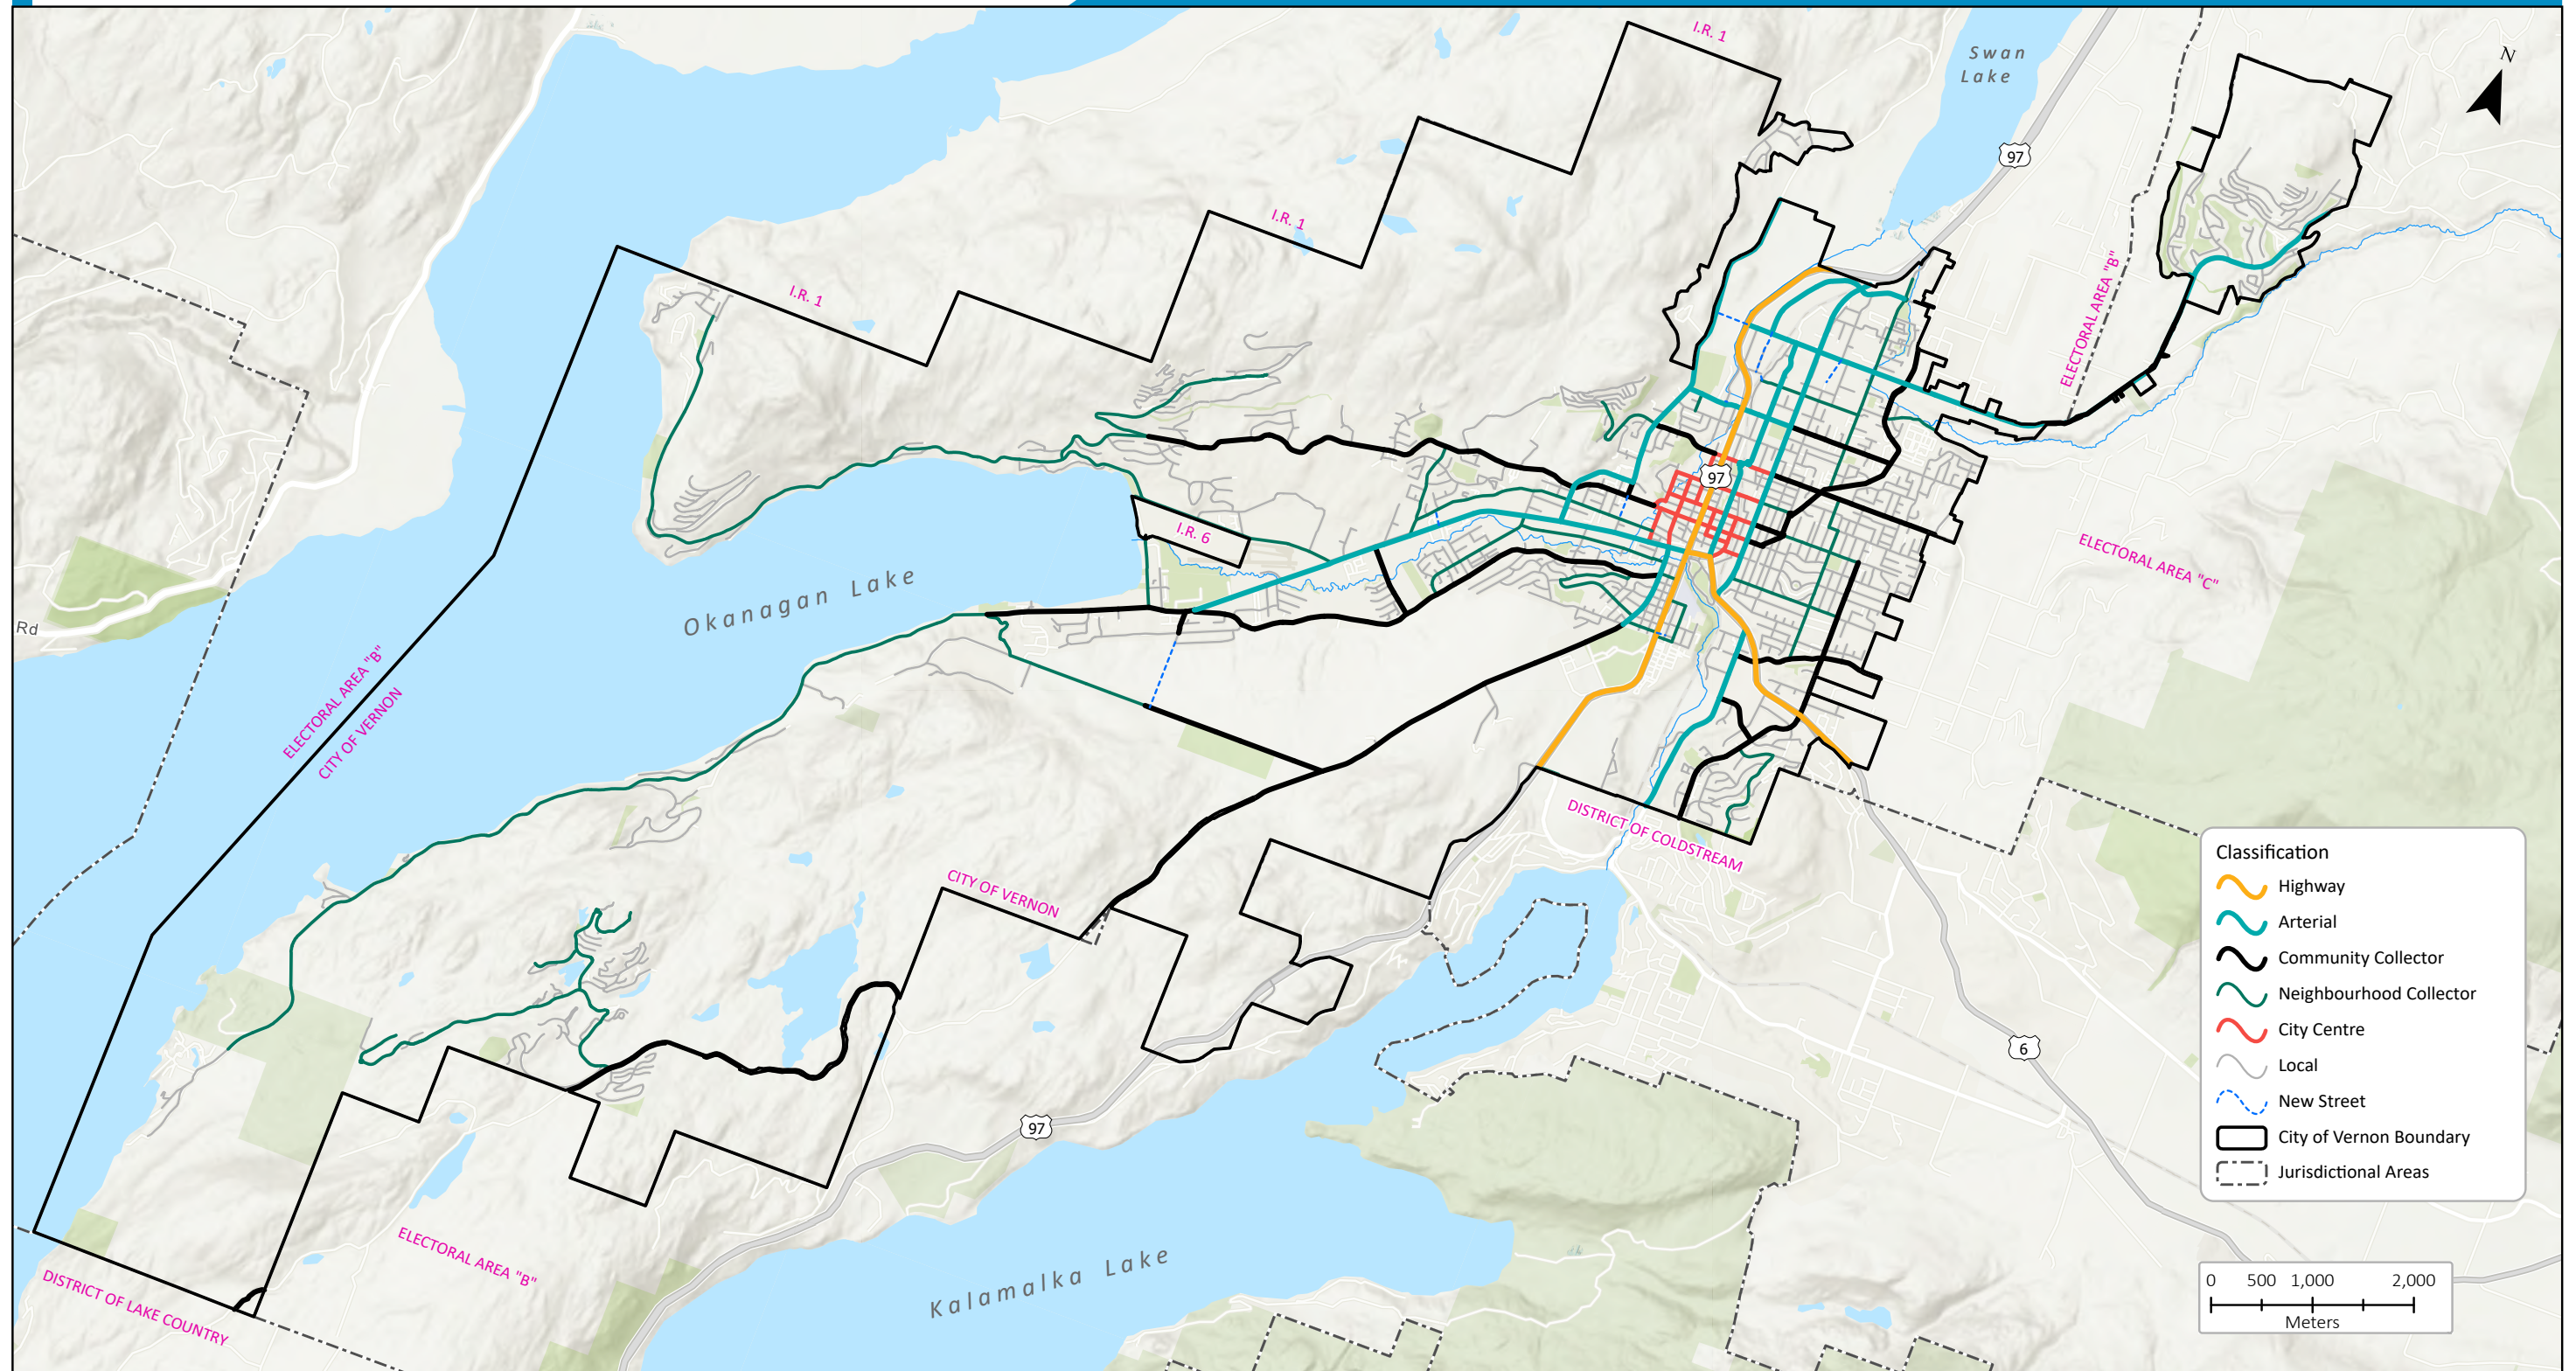 I.R. 1
Swan
Lake
N
97
I.R. 1
I.R. 1
ELECTORAL AREA "B"
97
I.R. 6
ELECTORAL AREA "C"
Okanagan Lake
Rd
ELECTORAL AREA "B"
CITY OF VERNON
DISTRICT OF COLDSTREAM
CITY OF VERNON
Classification
Highway
Arterial
Community Collector
Neighbourhood Collector
City Centre
Local
New Street
City of Vernon Boundary
Jurisdictional Areas
6
97
ELECTORAL AREA "B"
Kalamalka Lake
DISTRICT OF LAKE COUNTRY
0 500 1,000 2,000
Meters